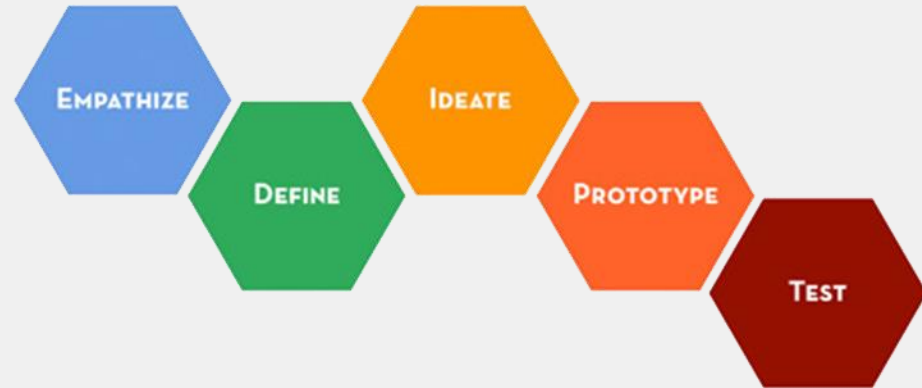 EMPATHIZE
DEFINE
IDEATE
PROTOTYPE
TEST